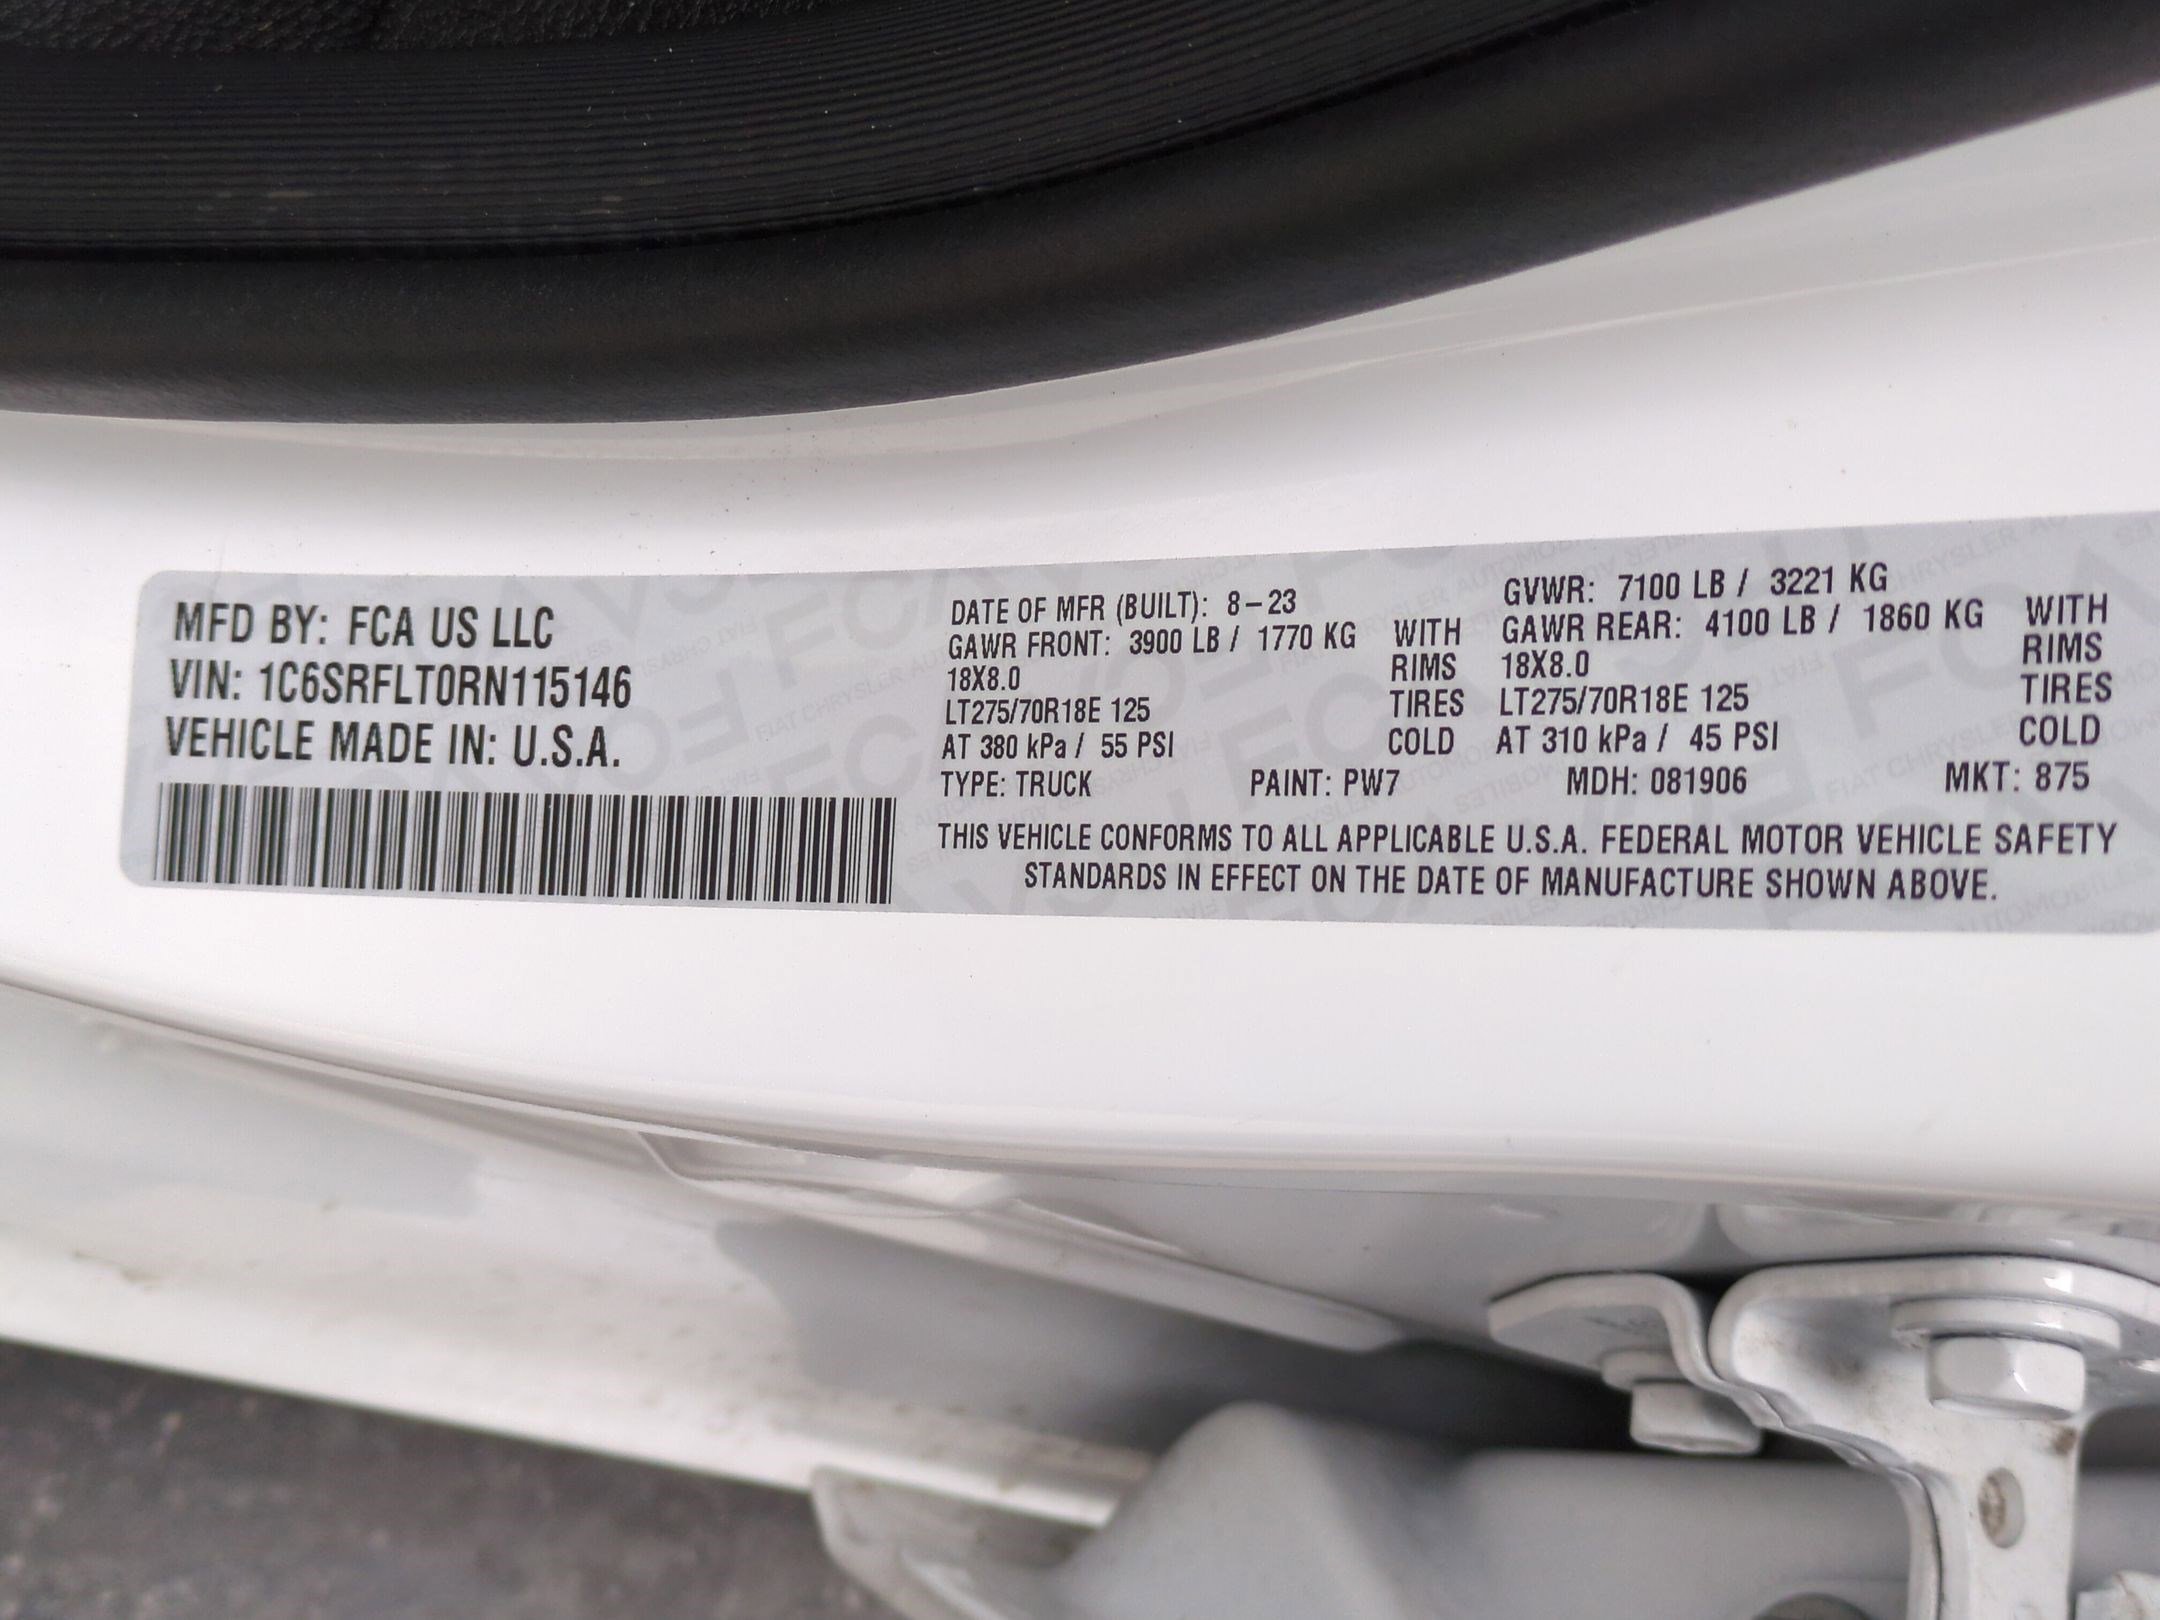 MFD BY: FCA US LLC
VIN: 1C6SRFLT0RN115146
VEHICLE MADE IN: U.S.A.
DATE OF MFR (BUILT): 8-23
GVWR: 7100 LB / 3221 KG
GAWR FRONT: 3900 LB / 1770 KG WITH
18X8.0 RIMS
LT275/70R18E 125 TIRES
AT 380 kPa / 55 PSI COLD
GAWR REAR: 4100 LB / 1860 KG WITH
18X8.0 RIMS
LT275/70R18E 125 TIRES
AT 310 kPa / 45 PSI COLD
TYPE: TRUCK PAINT: PW7 MDH: 081906 MKT: 875
THIS VEHICLE CONFORMS TO ALL APPLICABLE U.S.A. FEDERAL MOTOR VEHICLE SAFETY
STANDARDS IN EFFECT ON THE DATE OF MANUFACTURE SHOWN ABOVE.